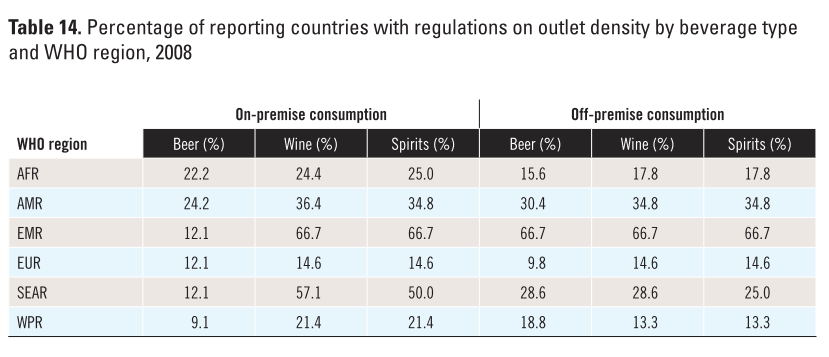 Table 14. Percentage of reporting countries with regulations on outlet density by beverage type
and WHO region, 2008
On-premise consumption Off-premise consumption
WHO region Beer (%) Wine (%) Spirits (%) Beer (%) Wine (%) Spirits (%)
AFR 22.2 24.4 25.0 15.6 17.8 17.8
AMR 24.2 36.4 34.8 30.4 34.8 34.8
EMR 12.1 66.7 66.7 66.7 66.7 66.7
EUR 12.1 14.6 14.6 9.8 14.6 14.6
SEAR 12.1 57.1 50.0 28.6 28.6 25.0
WPR 9.1 21.4 21.4 18.8 13.3 13.3